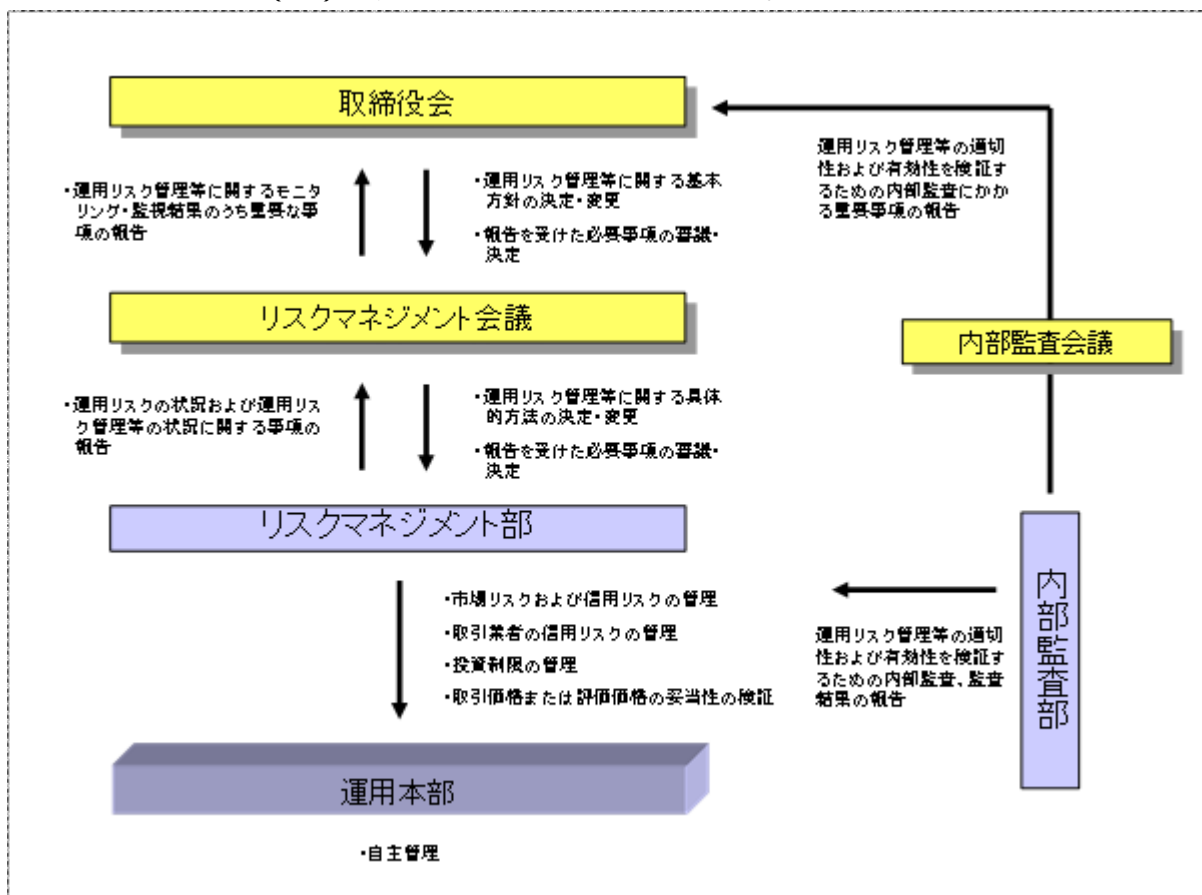 取締役会
・運用リスク管理等に関するモニ
タリング・監視結果のうち重要な事
項の報告
・運用リスク管理等に関する基本
方針の決定・変更
・報告を受けた必要事項の審議・
決定
運用リスク管理等の適切
性および有効性を検証す
るための内部監査にかか
る重要事項の報告
リスクマネジメント会議
内部監査会議
・運用リスクの状況および運用リス
ク管理等の状況に関する事項の
報告
・運用リスク管理等に関する具体
的方法の決定・変更
・報告を受けた必要事項の審議・
決定
リスクマネジメント部
・市場リスクおよび信用リスクの管理
・取引業者の信用リスクの管理
・投資制限の管理
・取引価格または評価価格の妥当性の検証
運用リスク管理等の適切
性および有効性を検証す
るための内部監査、監査
結果の報告
内部監査部
運用本部
・自主管理